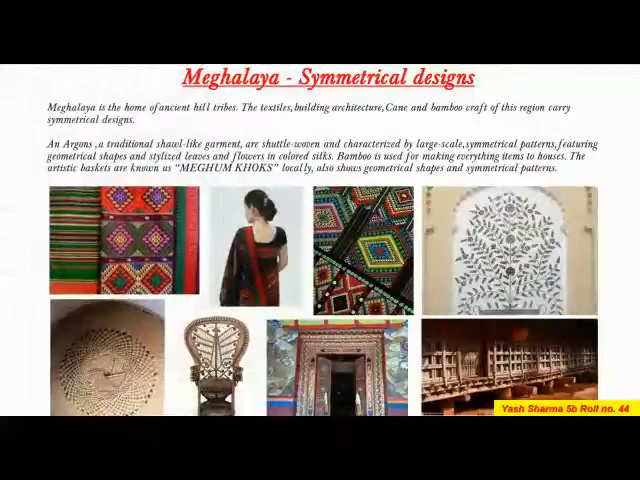 Meghalaya - Symmetrical designs
Meghalaya is the home of ancient hill tribes. The textiles,building architecture,Cane and bamboo craft of this region carry
symmetrical designs.
An Argons ,a traditional shawl-like garment, are shuttle-woven and characterized by large-scale,symmetrical patterns,featuring
geometrical shapes and stylized leaves and flowers in colored silks. Bamboo is used for making everything items to houses. The
artistic baskets are known as “MEGHUM KHOKS” locally, also shows geometrical shapes and symmetrical patterns.
Yash Sharma 5b Roll no. 44